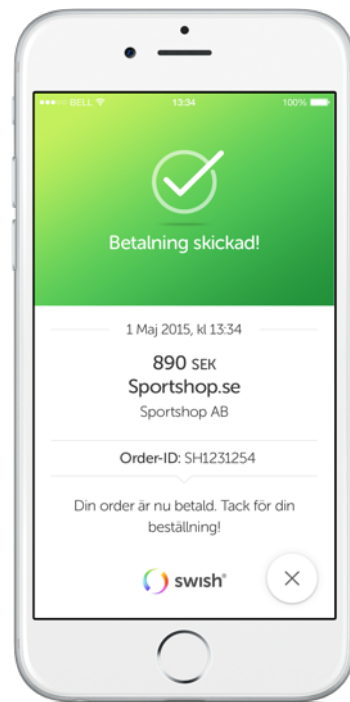 BELL 13:34 100%
Betalning skickad!
1 Maj 2015, kl 13:34
890 SEK
Sportshop.se
Sportshop AB
Order-ID: SH1231254
Din order är nu betald. Tack för din
beställning!
swish®